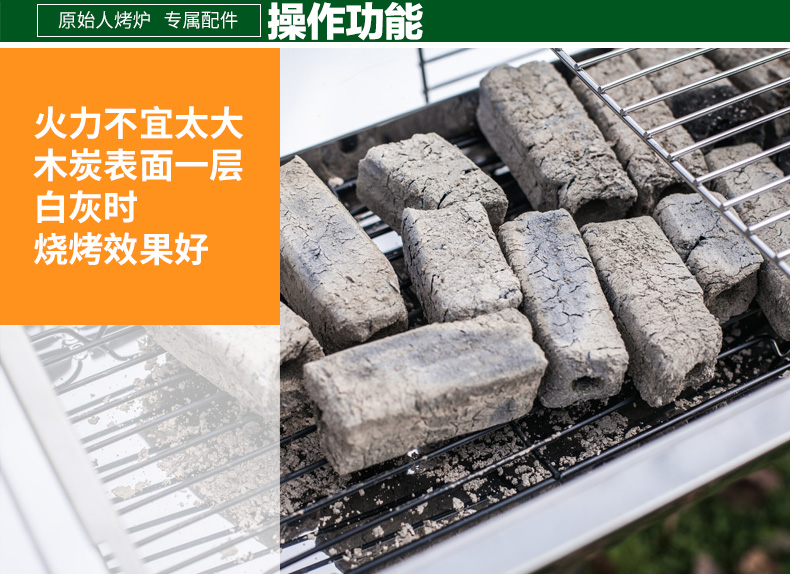 原始人烤炉 专属配件
操作功能
火力不宜太大
木炭表面一层
白灰时
烧烤效果好